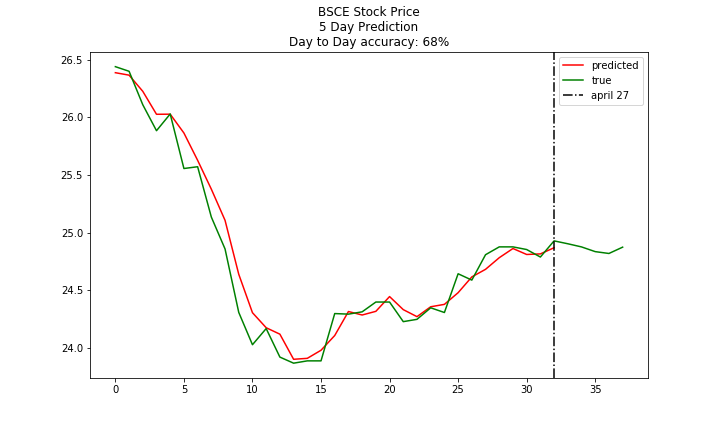 BSCE Stock Price
5 Day Prediction
Day to Day accuracy: 68%
26.5
26.0
25.5
25.0
24.5
24.0
0 5 10 15 20 25 30 35
predicted
true
april 27